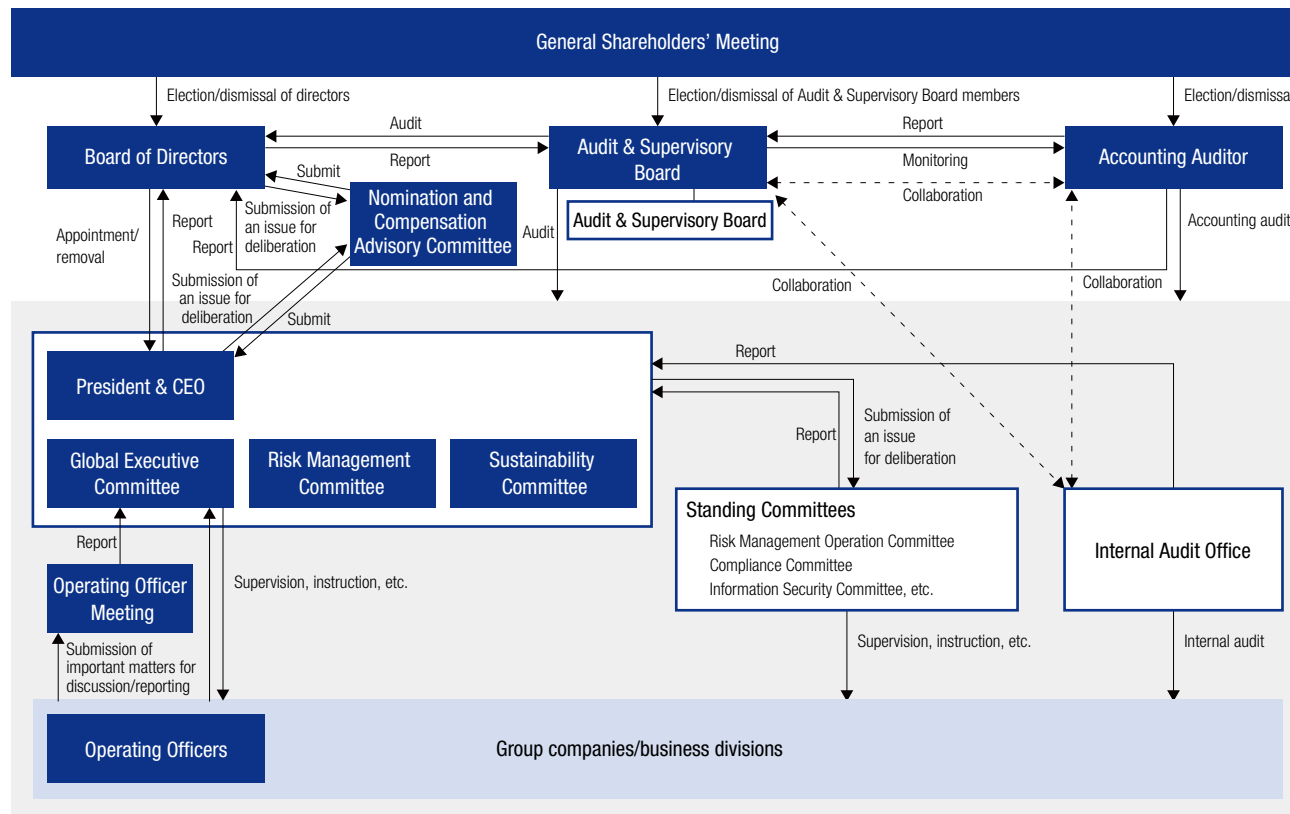 General Shareholders’ Meeting
Election/dismissal of directors
Election/dismissal of Audit & Supervisory Board members
Election/dismissa
Board of Directors
Audit
Report
Audit & Supervisory
Board
Report
Monitoring
Collaboration
Accounting Auditor
Submit
Submission of
an issue for
deliberation
Nomination and
Compensation
Advisory Committee
Audit & Supervisory Board
Appointment/
removal
Report
Report
Audit
Accounting audit
Submission of
an issue for
deliberation
Submit
Collaboration
Collaboration
President & CEO
Report
Global Executive
Committee
Risk Management
Committee
Sustainability
Committee
Report
Submission of
an issue
for deliberation
Standing Committees
Risk Management Operation Committee
Compliance Committee
Information Security Committee, etc.
Internal Audit Office
Report
Operating Officer
Meeting
Supervision, instruction, etc.
Submission of
important matters for
discussion/reporting
Supervision, instruction, etc.
Internal audit
Operating Officers
Group companies/business divisions